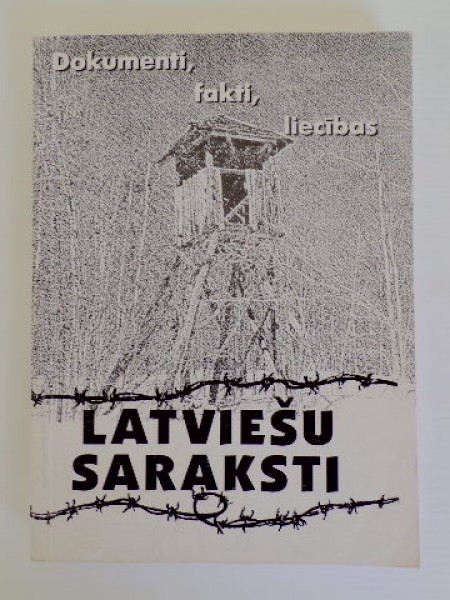 Dokumenti,
fakti,
liecības
LATVIEŠU
SARAKSTI